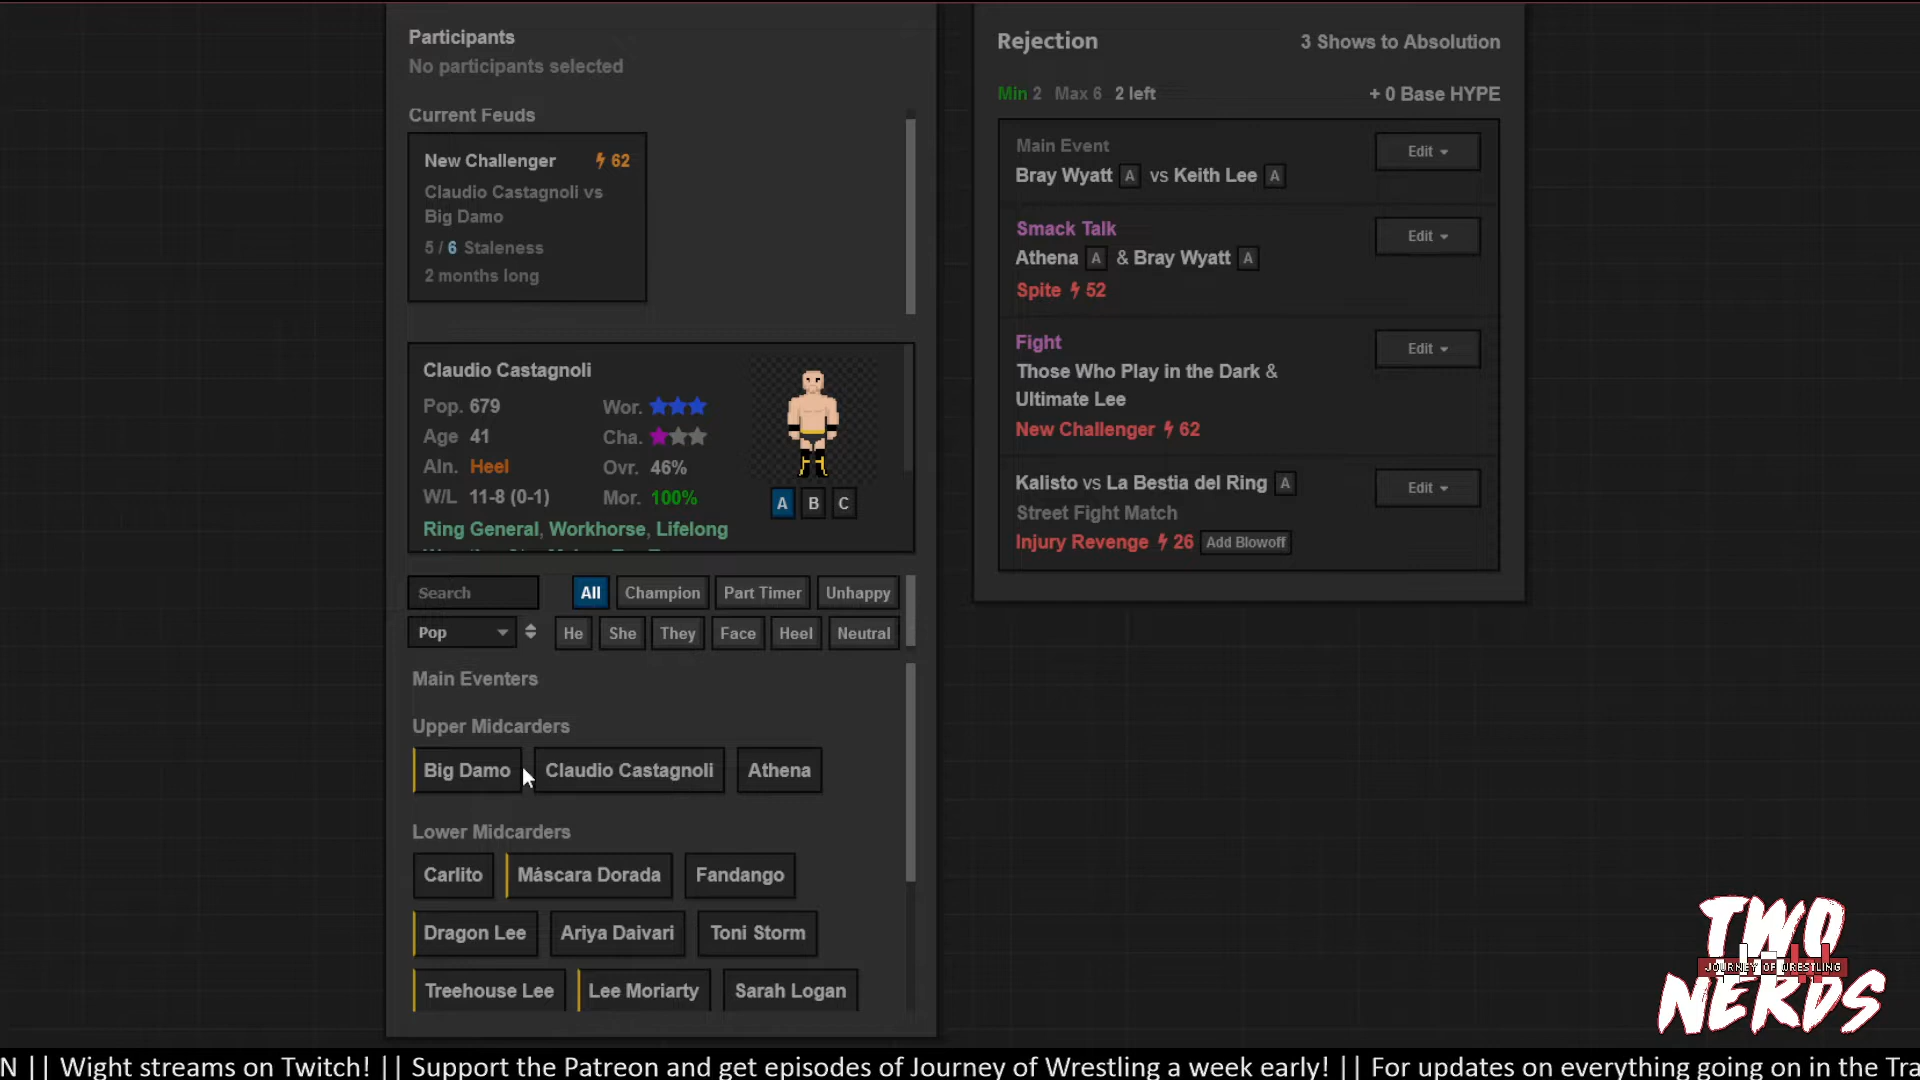 Participants
No participants selected
Current Feuds
New Challenger 62
Claudio Castagnoli vs
Big Damo
5 / 6 Staleness
2 months long
Claudio Castagnoli
Pop. 679 Wor.
Age 41 Cha.
Aln. Heel Ovr. 46%
W/L 11-8 (0-1) Mor. 100%
A B C
Ring General, Workhorse, Lifelong
Search All Champion Part Timer Unhappy
Pop He She They Face Heel Neutral
Main Eventers
Upper Midcarders
Big Damo Claudio Castagnoli Athena
Lower Midcarders
Carlito Máscara Dorada Fandango
Dragon Lee Ariya Daivari Toni Storm
Treehouse Lee Lee Moriarty Sarah Logan
Rejection 3 Shows to Absolution
Min 2 Max 6 2 left + 0 Base HYPE
Main Event Edit
Bray Wyatt A vs Keith Lee A
Smack Talk Edit
Athena A & Bray Wyatt A
Spite 52
Fight Edit
Those Who Play in the Dark &
Ultimate Lee
New Challenger 62
Kalisto vs La Bestia del Ring A Edit
Street Fight Match
Injury Revenge 26 Add Blowoff
TWO
JOURNEY OF WRESTLING
NERDS
N || Wight streams on Twitch! || Support the Patreon and get episodes of Journey of Wrestling a week early! || For updates on everything going on in the Tra